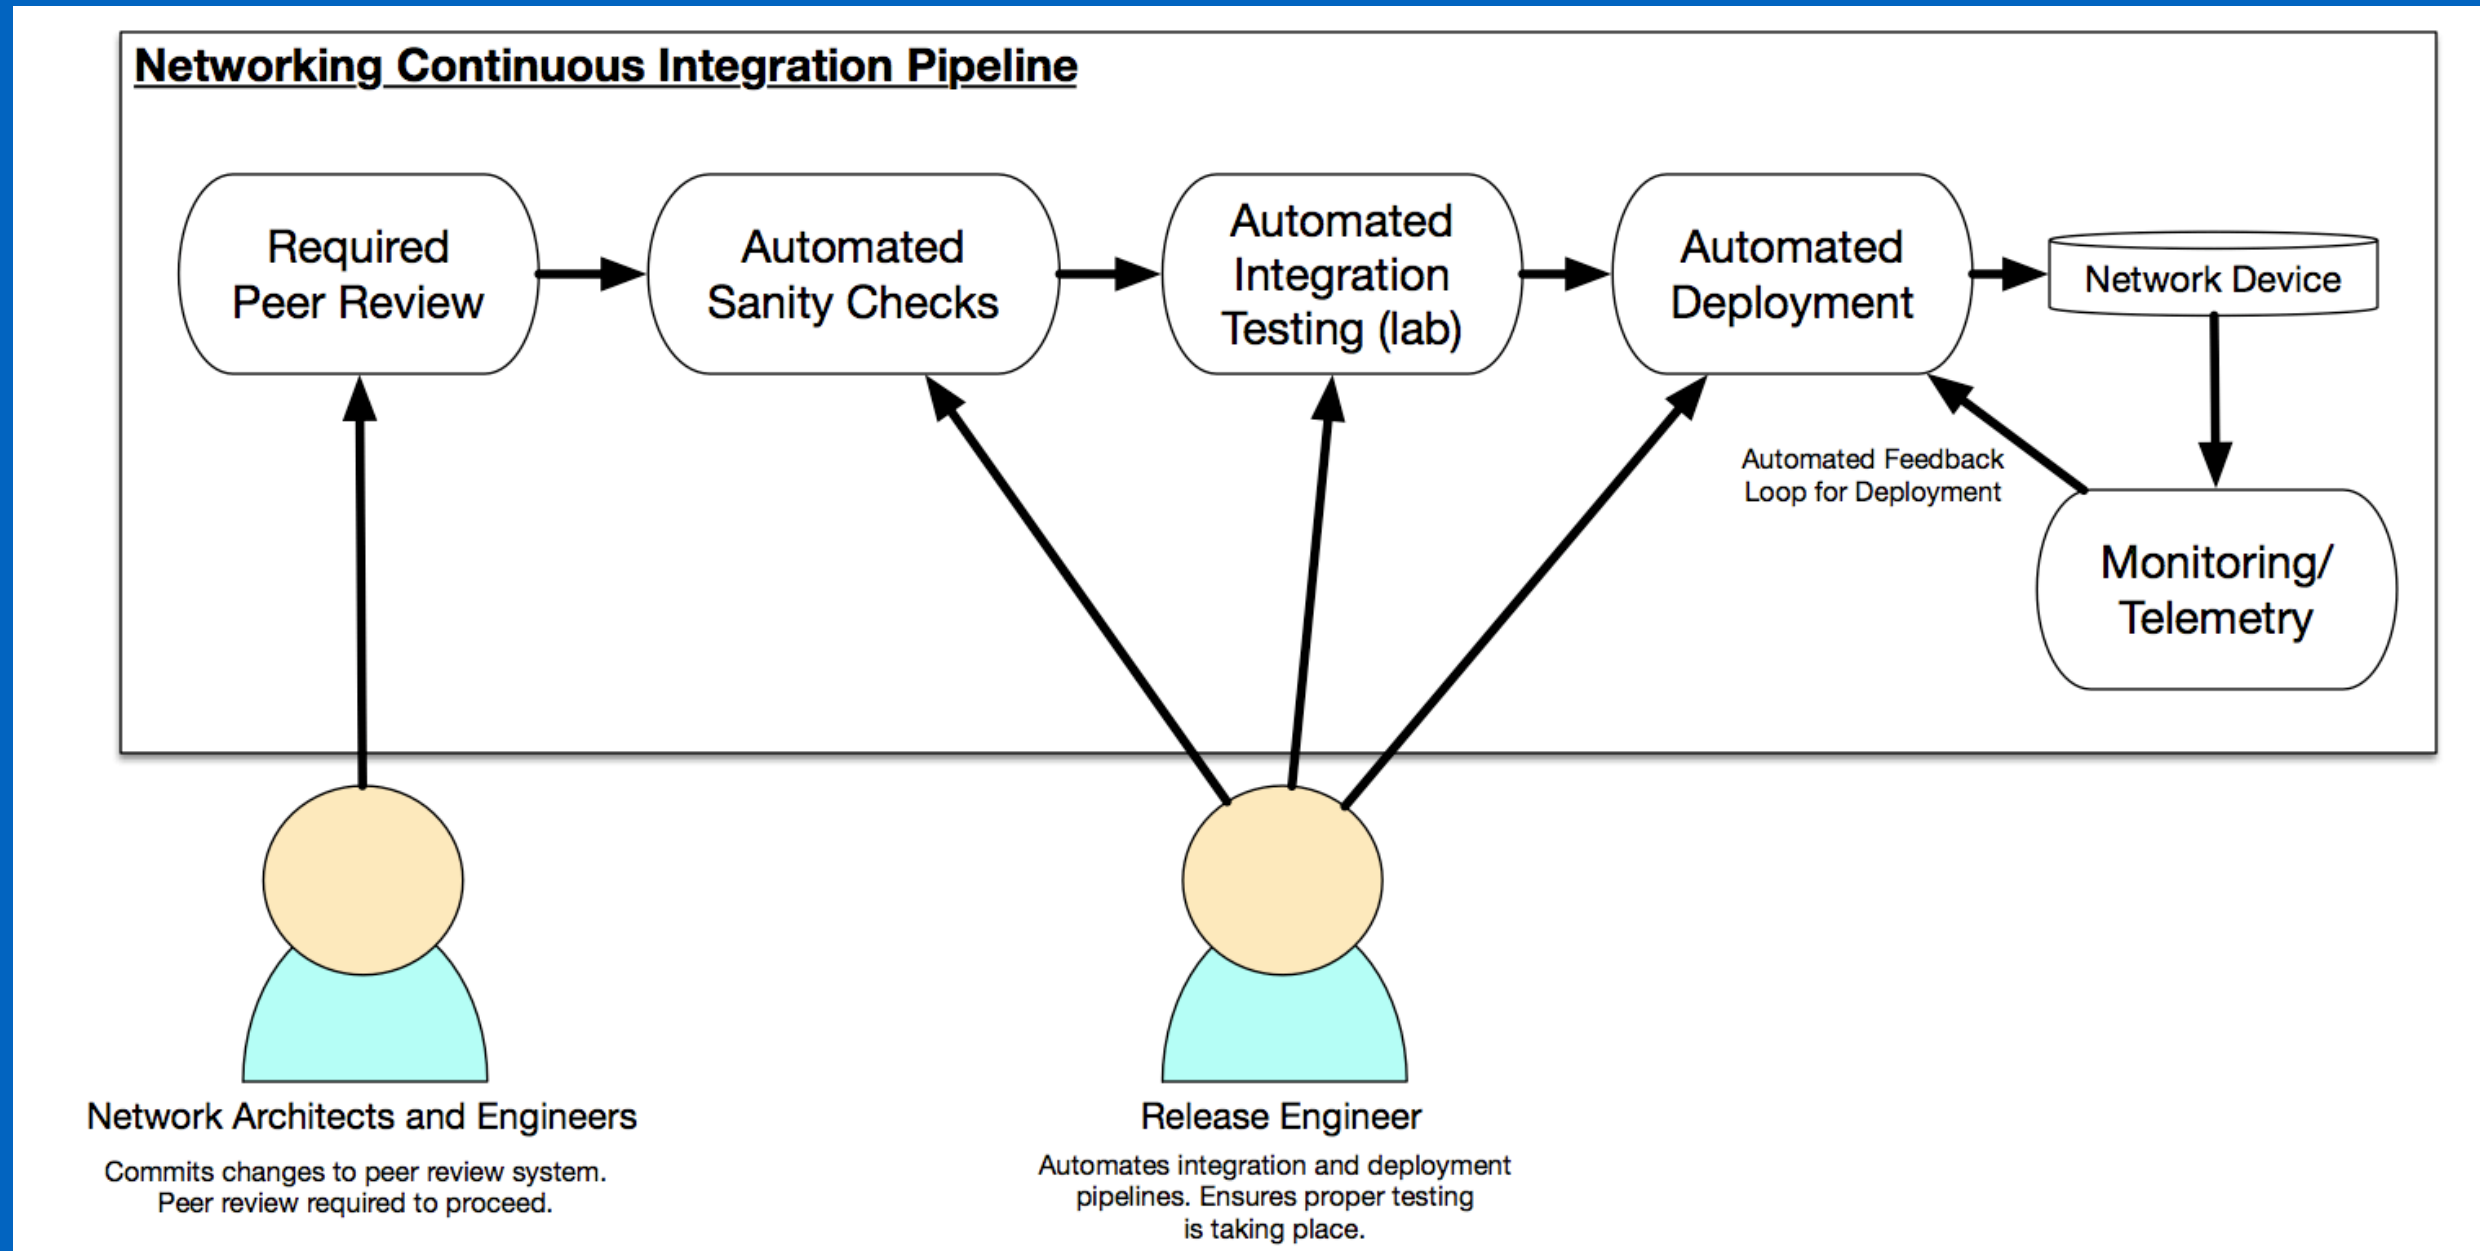 Networking Continuous Integration Pipeline
Required
Peer Review
Automated
Sanity Checks
Automated
Integration
Testing (lab)
Automated
Deployment
Network Device
Automated Feedback
Loop for Deployment
Monitoring/
Telemetry
Network Architects and Engineers
Commits changes to peer review system.
Peer review required to proceed.
Release Engineer
Automates integration and deployment
pipelines. Ensures proper testing
is taking place.